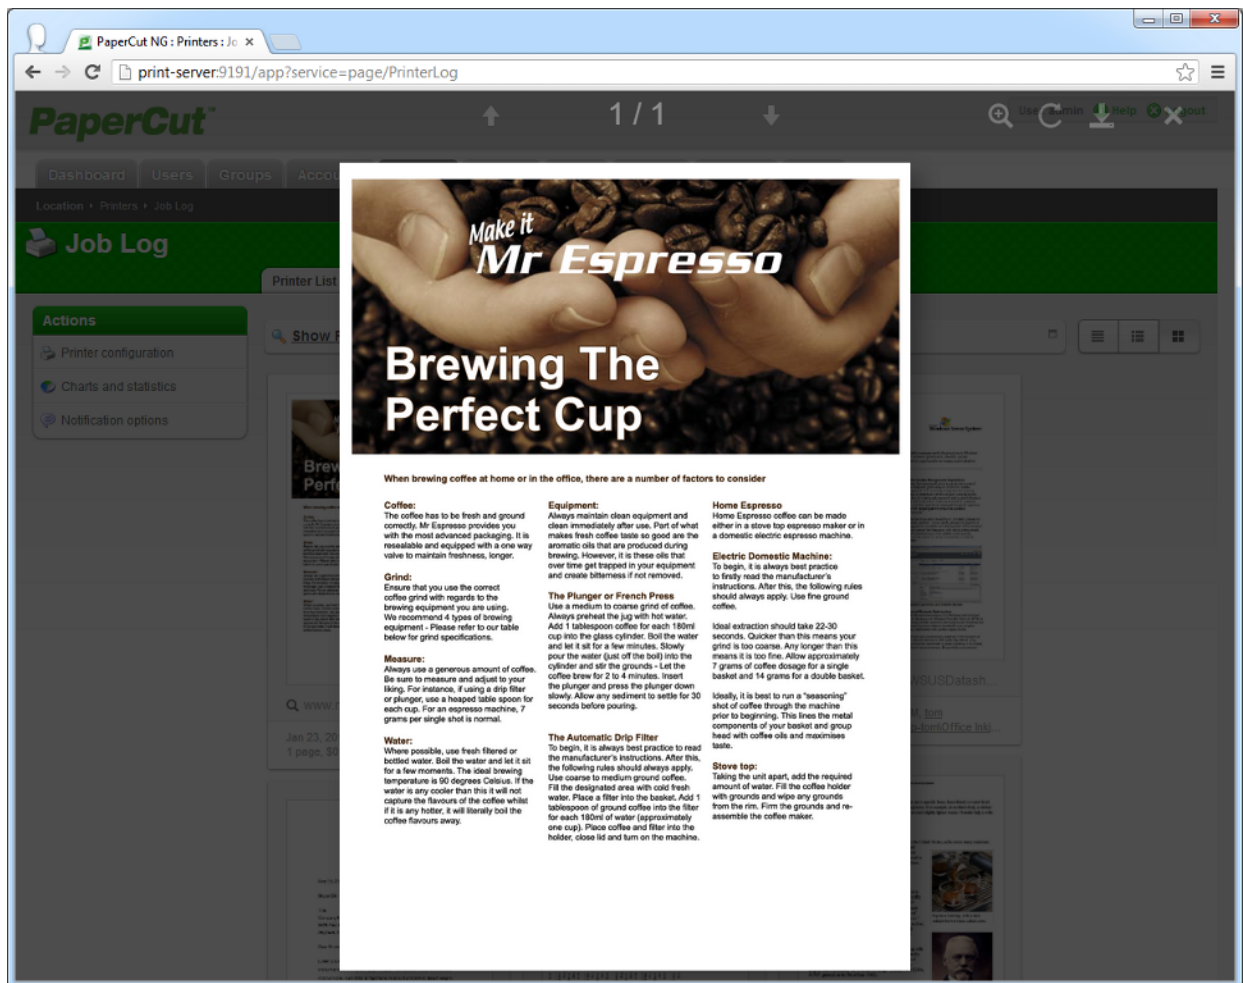 PaperCut NG : Printers : Jo
print-server:9191/app?service=page/PrinterLog
PaperCut™
1 / 1
User admin Help Logout
Dashboard Users Groups Accou
Location Printers Job Log
Job Log
Printer List
Actions
Printer configuration
Charts and statistics
Notification options
Show F
Make it
Mr Espresso
Brewing The
Perfect Cup
When brewing coffee at home or in the office, there are a number of factors to consider
Coffee:
The coffee has to be fresh and ground
correctly. Mr Espresso provides you
with the most advanced packaging. It is
resealable and equipped with a one way
valve to maintain freshness, longer.
Grind:
Ensure that you use the correct
coffee grind with regards to the
brewing equipment you are using.
We recommend 4 types of brewing
equipment - Please refer to our table
below for grind specifications.
Measure:
Always use a generous amount of coffee.
Be sure to measure and adjust to your
liking. For instance, if using a drip filter
or plunger, use a heaped table spoon for
each cup. For an espresso machine, 7
grams per single shot is normal.
Water:
Where possible, use fresh filtered or
bottled water. Boil the water and let it sit
for a few moments. The ideal brewing
temperature is 90 degrees Celsius. If the
water is any cooler than this it will not
capture the flavours of the coffee whilst
if it is any hotter, it will literally boil the
coffee flavours away.
Equipment:
Always maintain clean equipment and
clean immediately after use. Part of what
makes fresh coffee taste so good are the
aromatic oils that are produced during
brewing. However, it is these oils that
over time get trapped in your equipment
and create bitterness if not removed.
The Plunger or French Press
Use a medium to coarse grind of coffee.
Always preheat the jug with hot water.
Add 1 tablespoon coffee for each 180ml
cup into the glass cylinder. Boil the water
and let it sit for a few minutes. Slowly
pour the water (just off the boil) into the
cylinder and stir the grounds - Let the
coffee brew for 2 to 4 minutes. Insert
the plunger and press the plunger down
slowly. Allow any sediment to settle for 30
seconds before pouring.
The Automatic Drip Filter
To begin, it is always best practice to read
the manufacturer's instructions. After this,
the following rules should always apply.
Use coarse to medium ground coffee.
Fill the designated area with cold fresh
water. Place a filter into the basket. Add 1
tablespoon of ground coffee into the filter
for each 180ml of water (approximately
one cup). Place coffee and filter into the
holder, close lid and turn on the machine.
Home Espresso
Home Espresso coffee can be made
either in a stove top espresso maker or in
a domestic electric espresso machine.
Electric Domestic Machine:
To begin, it is always best practice
to firstly read the manufacturer's
instructions. After this, the following rules
should always apply. Use fine ground
coffee.
Ideal extraction should take 22-30
seconds. Quicker than this means your
grind is too coarse. Any longer than this
means it is too fine. Allow approximately
7 grams of coffee dosage for a single
basket and 14 grams for a double basket.
Ideally, it is best to run a "seasoning"
shot of coffee through the machine
prior to beginning. This lines the metal
components of your basket and group
head with coffee oils and maximises
taste.
Stove top:
Taking the unit apart, add the required
amount of water. Fill the coffee holder
with grounds and wipe any grounds
from the rim. Firm the grounds and re-
assemble the coffee maker.
Brew
Perf
www.r
Jan 23, 20
1 page, $0
WSUSDatash...
M, tom
Office Inkj...